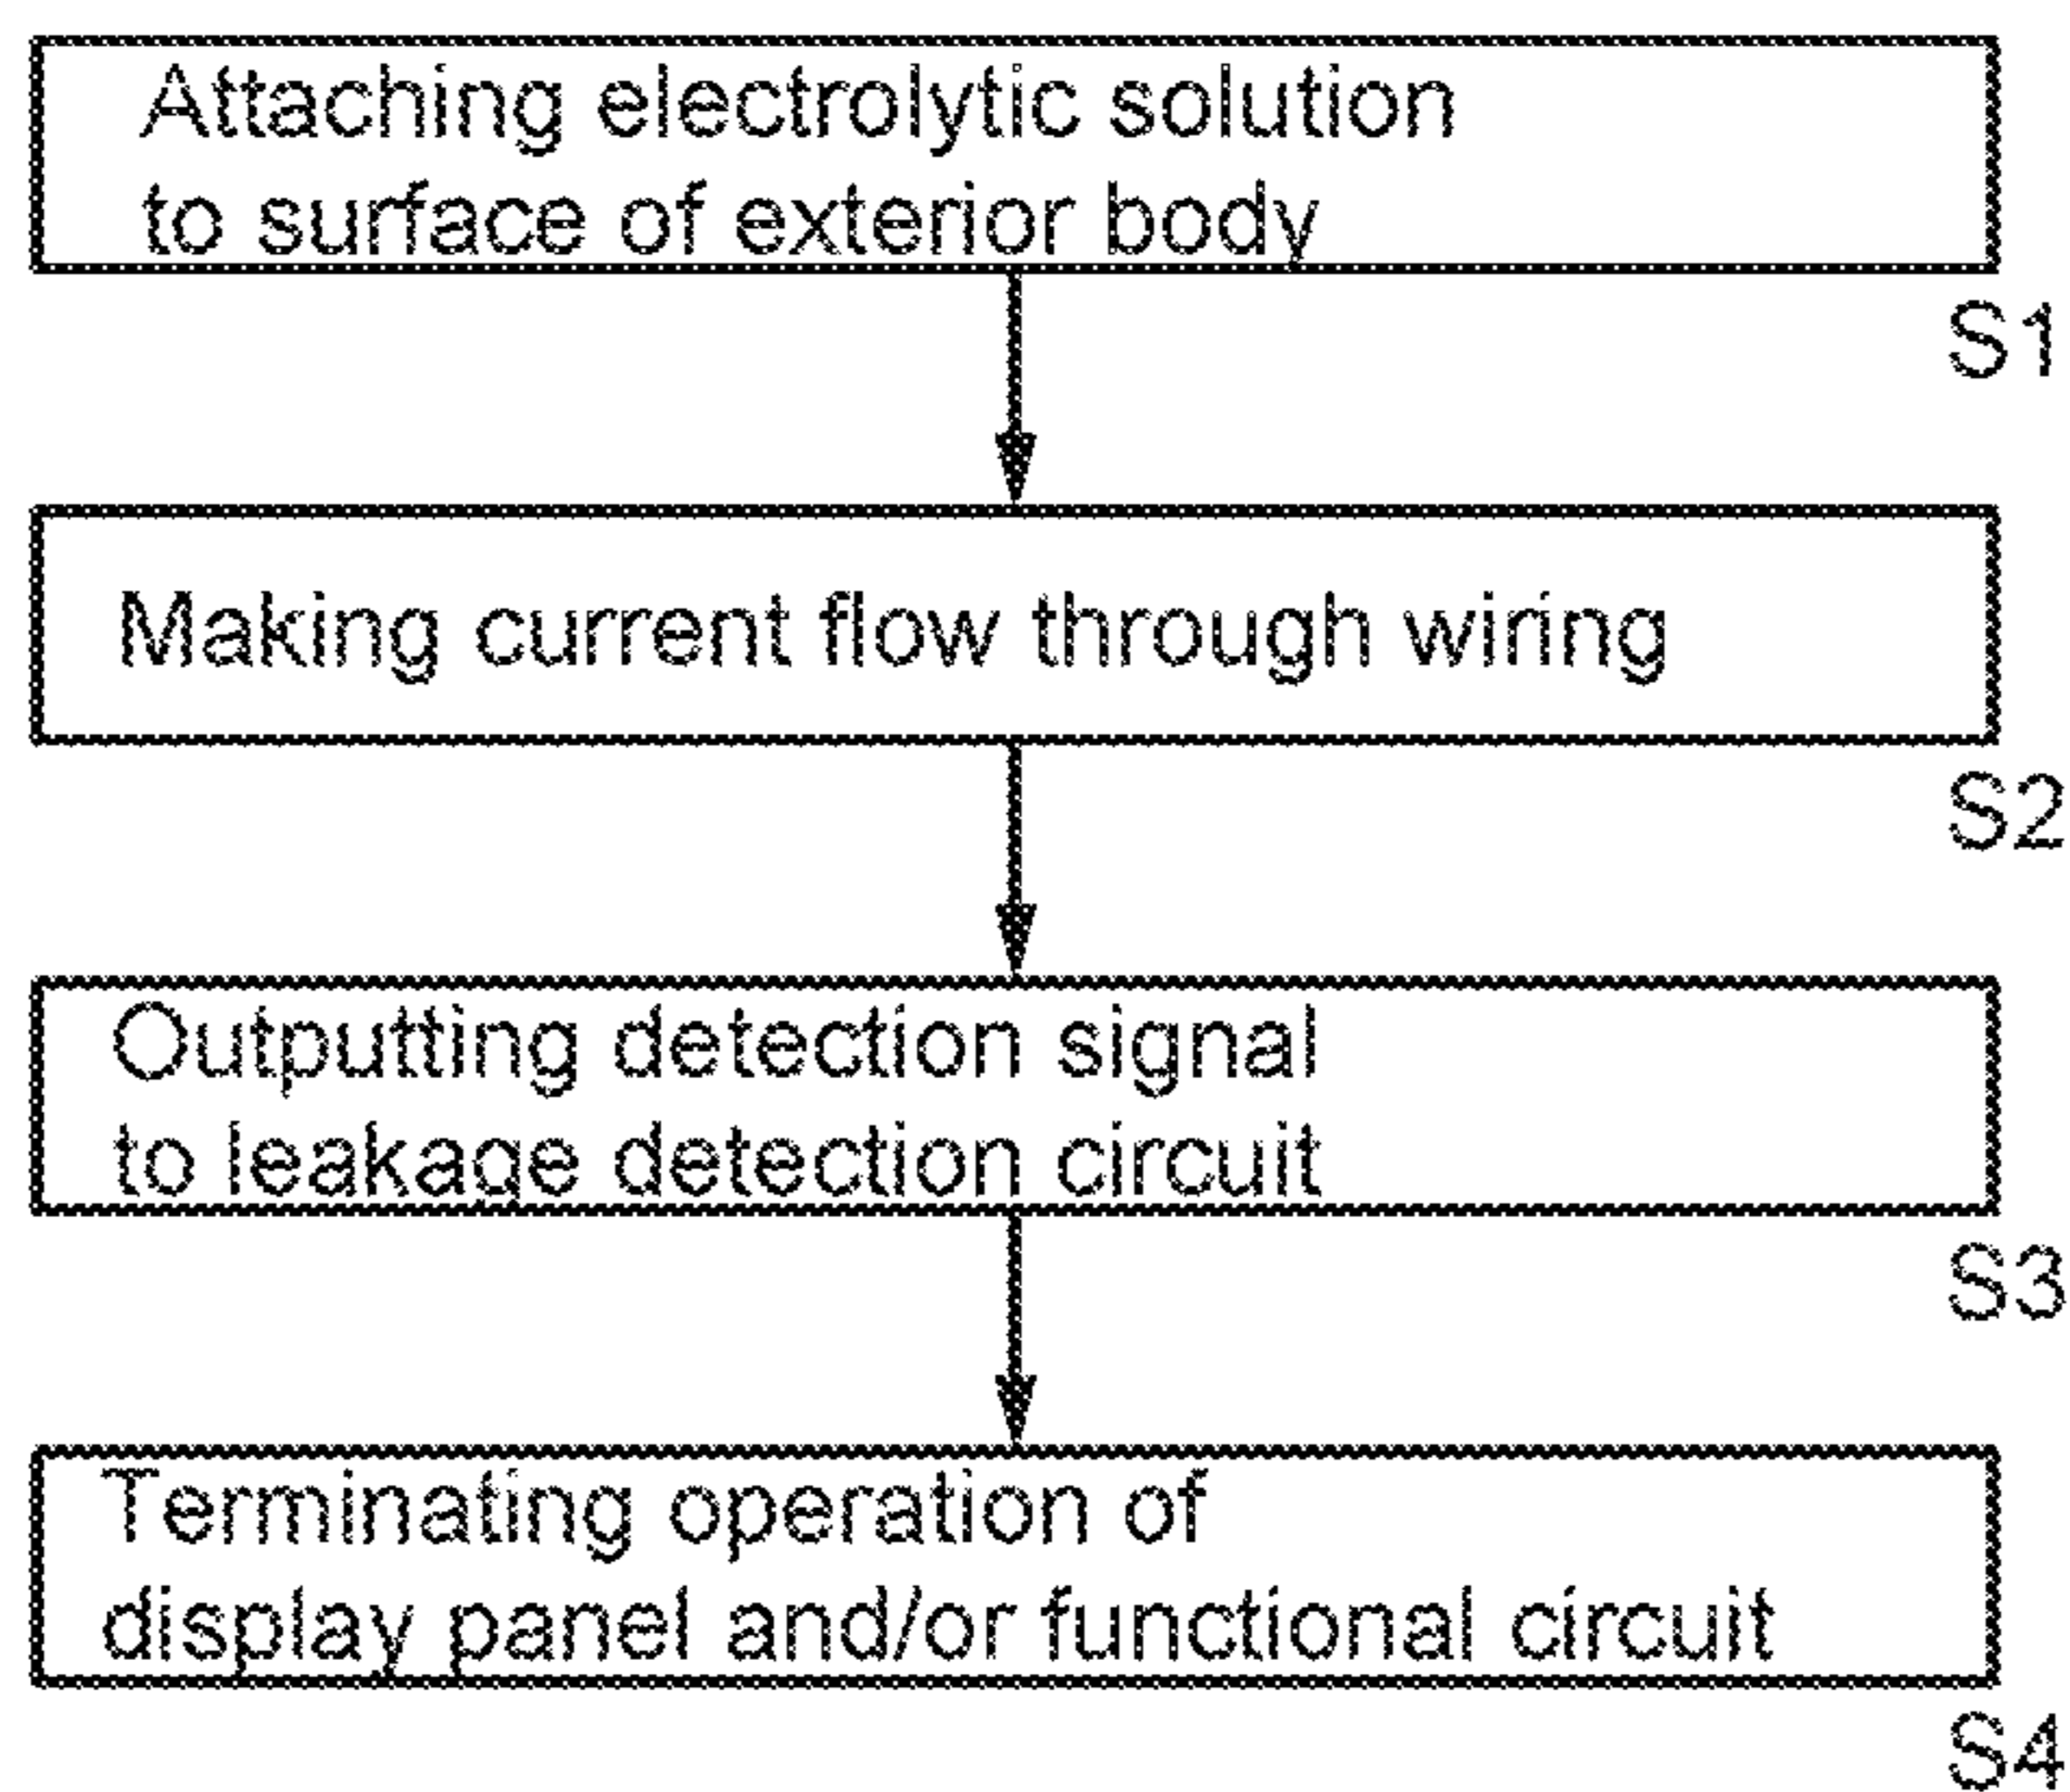 Attaching electrolytic solution
to surface of exterior body
S1
Making current flow through wiring
S2
Outputting detection signal
to leakage detection circuit
S3
Terminating operation of
display panel and/or functional circuit
S4